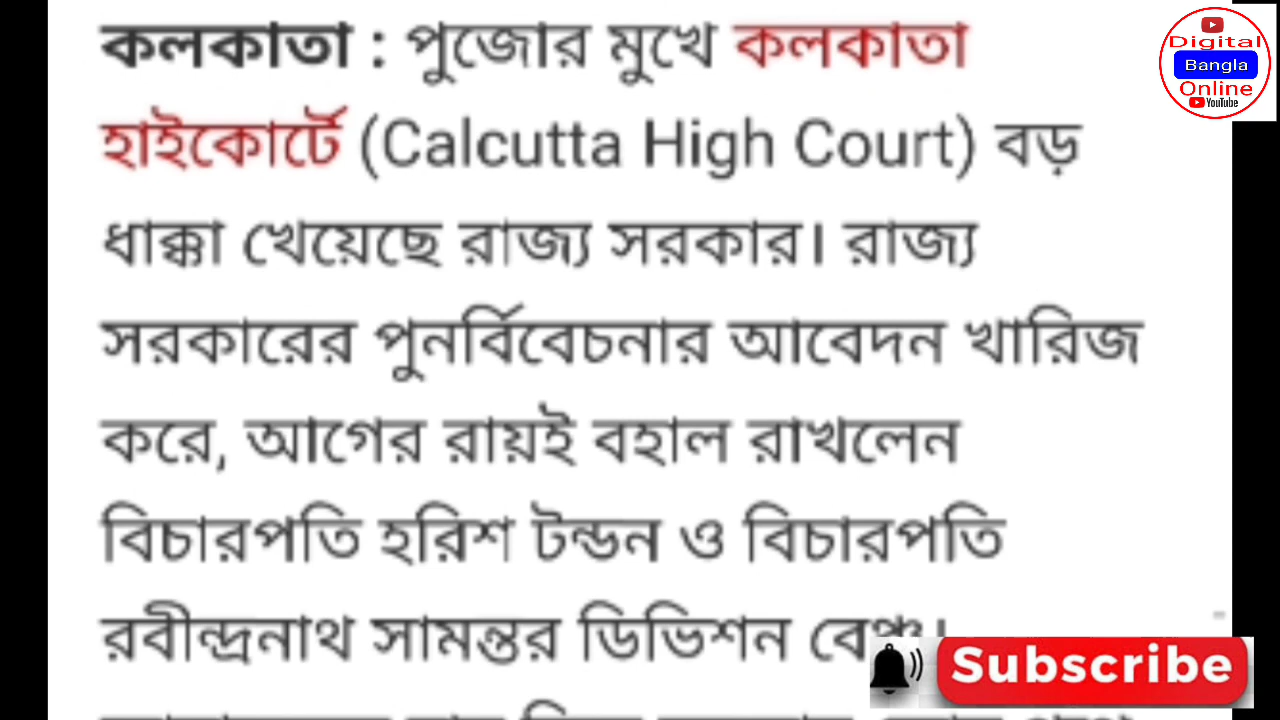 কলকাতা : পুজোর মুখে কলকাতা
হাইকোর্টে (Calcutta High Court) বড়
ধাক্কা খেয়েছে রাজ্য সরকার। রাজ্য
সরকারের পুনর্বিবেচনার আবেদন খারিজ
করে, আগের রায়ই বহাল রাখলেন
বিচারপতি হরিশ টন্ডন ও বিচারপতি
রবীন্দ্রনাথ সামন্তর ডিভিশন বেঞ্চ।
Digital
Bangla
Online
YouTube
Subscribe